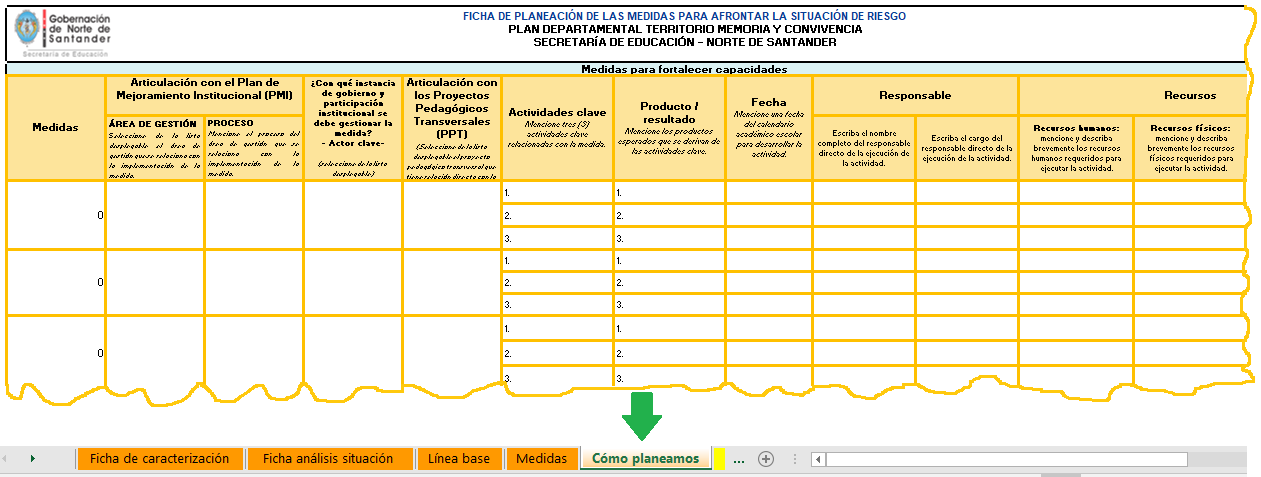 Gobernación
de Norte de
Santander
Secretaría de Educación
FICHA DE PLANEACIÓN DE LAS MEDIDAS PARA AFRONTAR LA SITUACIÓN DE RIESGO
PLAN DEPARTAMENTAL TERRITORIO MEMORIA Y CONVIVENCIA
SECRETARÍA DE EDUCACIÓN – NORTE DE SANTANDER
Medidas para fortalecer capacidades
Medidas
Articulación con el Plan de
Mejoramiento Institucional (PMI)
ÁREA DE GESTIÓN
Seleccione de la lista
desplegable el área de
gestión que se relaciona con
la implementación de la
medida.
PROCESO
Mencione el proceso del
área de gestión que se
relaciona con la
implementación de la
medida.
¿Con qué instancia
de gobierno y
participación
institucional se
debe gestionar la
medida?
- Actor clave-
(seleccione de la lista
desplegable)
Articulación con
los Proyectos
Pedagógicos
Transversales
(PPT)
(Seleccione de la lista
desplegable el proyecto
pedagógico transversal que
tiene relación directa con la
Actividades clave
Mencione tres (3)
actividades clave
relacionadas con la medida.
Producto /
resultado
Mencione los productos
esperados que se derivan de
las actividades clave.
Fecha
Mencione una fecha
del calendario
académico escolar
para desarrollar la
actividad.
Responsable
Escriba el nombre
completo del responsable
directo de la ejecución de
la actividad.
Escriba el cargo del
responsable directo de la
ejecución de la actividad.
Recursos
Recursos humanos:
mencione y describa
brevemente los recursos
humanos requeridos para
ejecutar la actividad.
Recursos físicos:
mencione y describa
brevemente los recursos
físicos requeridos para
ejecutar la actividad.
0
1. 1.
2. 2.
3. 3.
0
1. 1.
2. 2.
3. 3.
0
1. 1.
2. 2.
3. 3.
Ficha de caracterización Ficha análisis situación Línea base Medidas Cómo planeamos ...